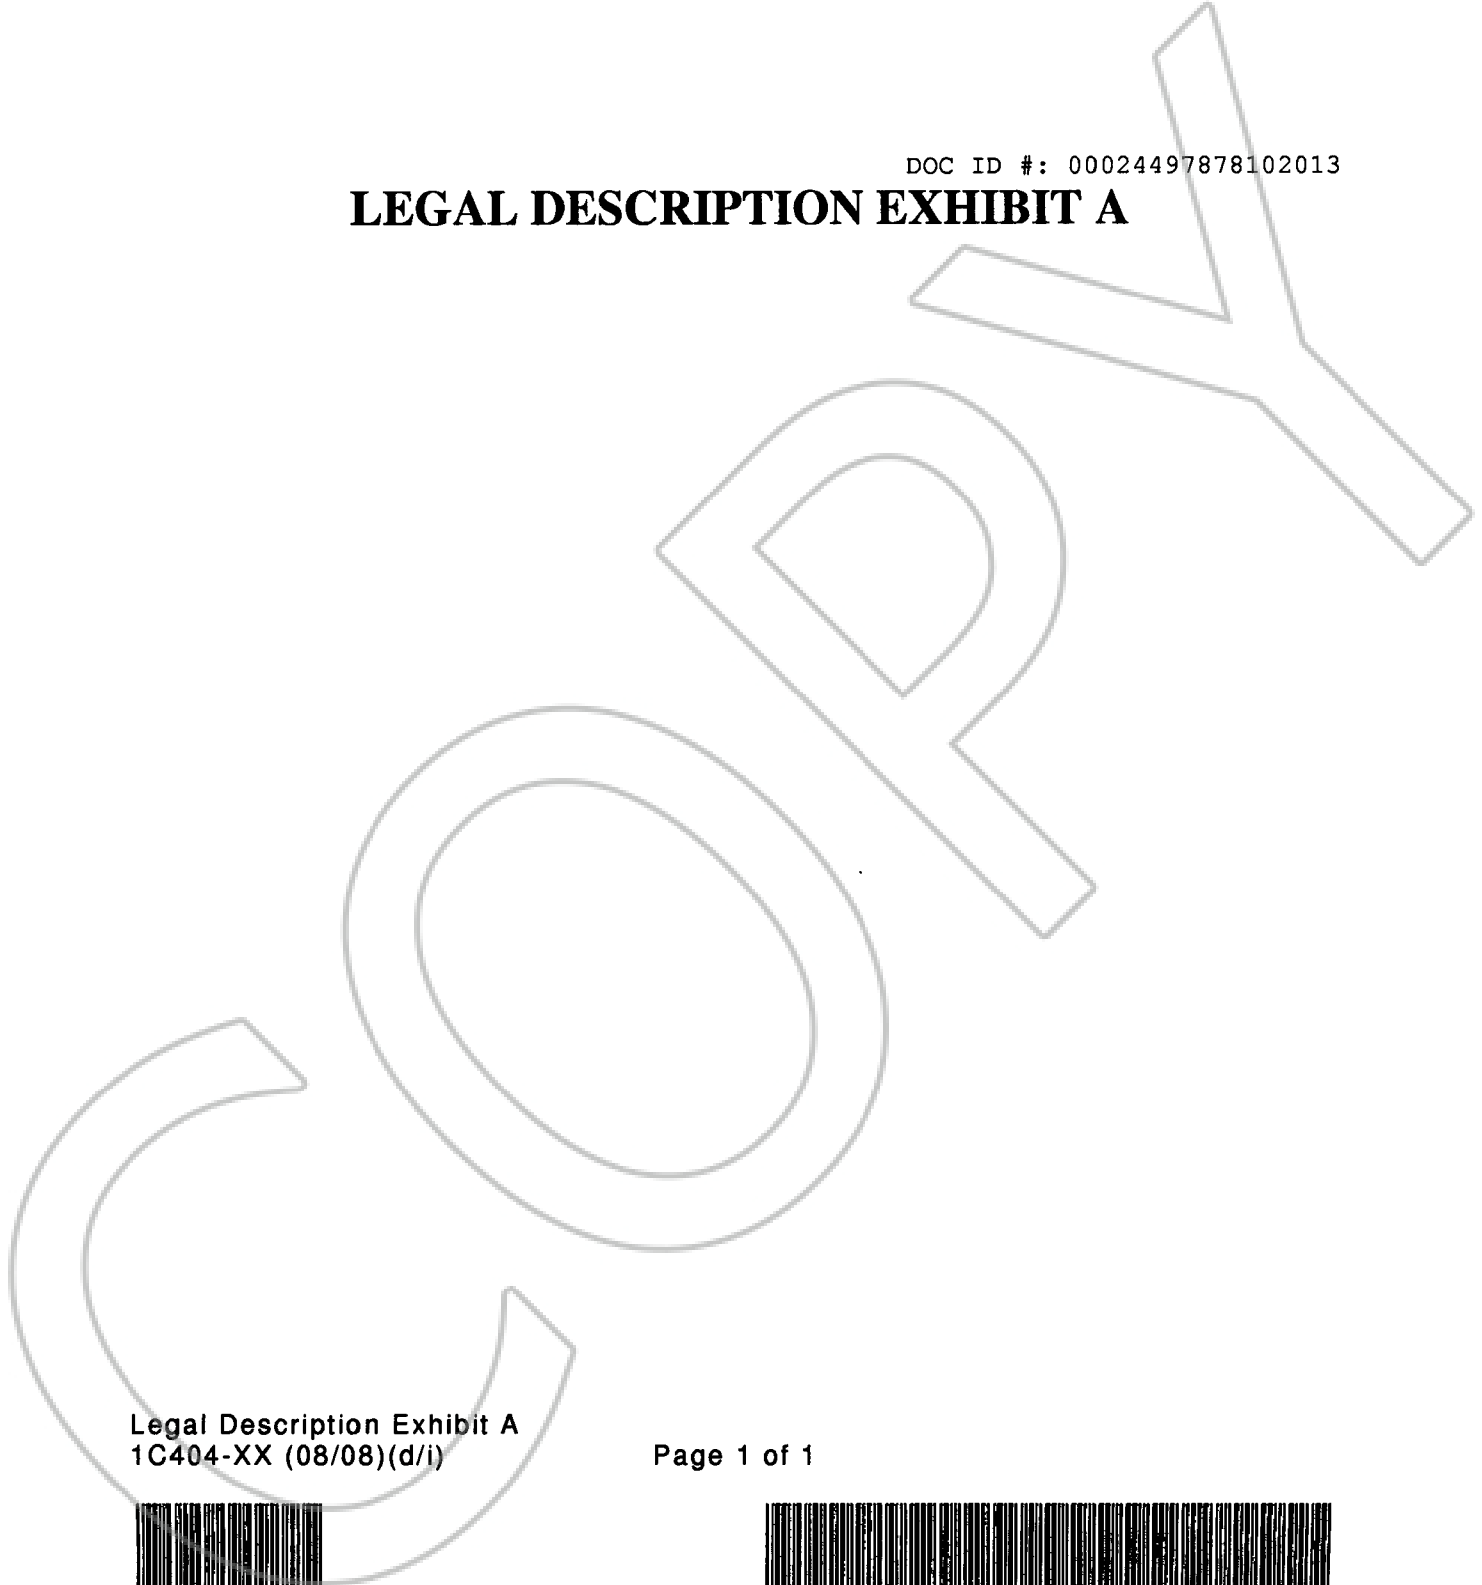 DOC ID #: 00024497878102013
LEGAL DESCRIPTION EXHIBIT A
COPY
Legal Description Exhibit A
1C404-XX (08/08)(d/i)
Page 1 of 1